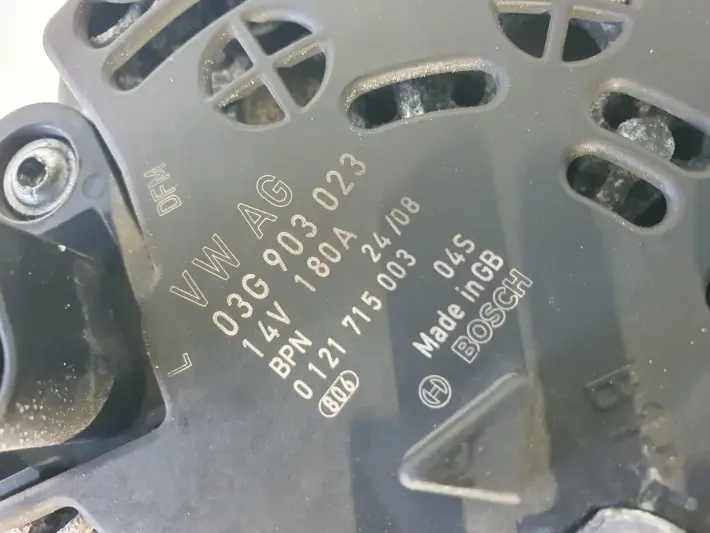 DFM
L
VW AG
03G 903 023
14V 180A
BPN 24/08
0 121 715 003
806
04S
Made in GB
BOSCH
B+